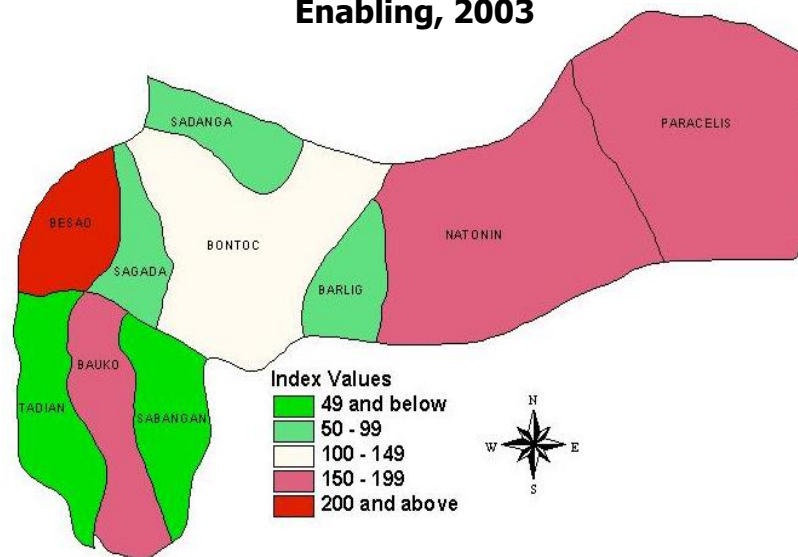 Enabling, 2003
SADANGA
PARACELIS
BESAO
BONTOC
NATONIN
SAGADA
BARLIG
BAUKO
TADIAN
SABANGAN
Index Values
49 and below
50 - 99
100 - 149
150 - 199
200 and above
N
W
E
S